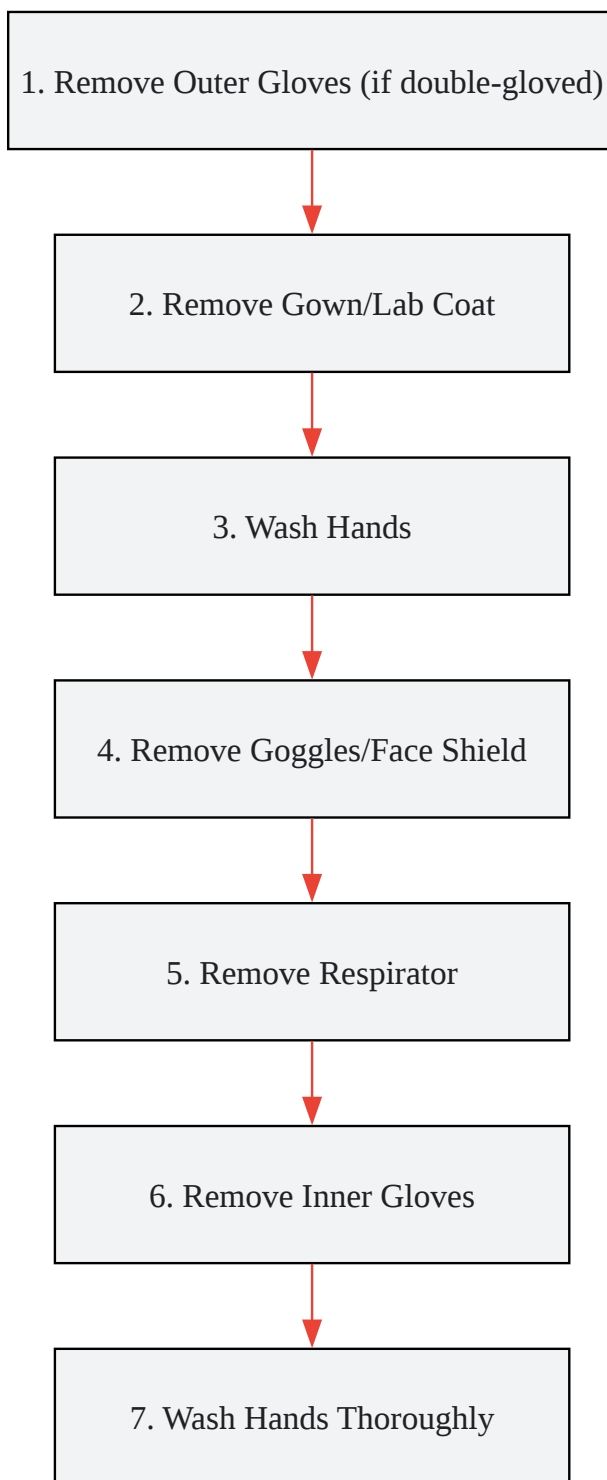 1. Remove Outer Gloves (if double-gloved)
2. Remove Gown/Lab Coat
3. Wash Hands
4. Remove Goggles/Face Shield
5. Remove Respirator
6. Remove Inner Gloves
7. Wash Hands Thoroughly